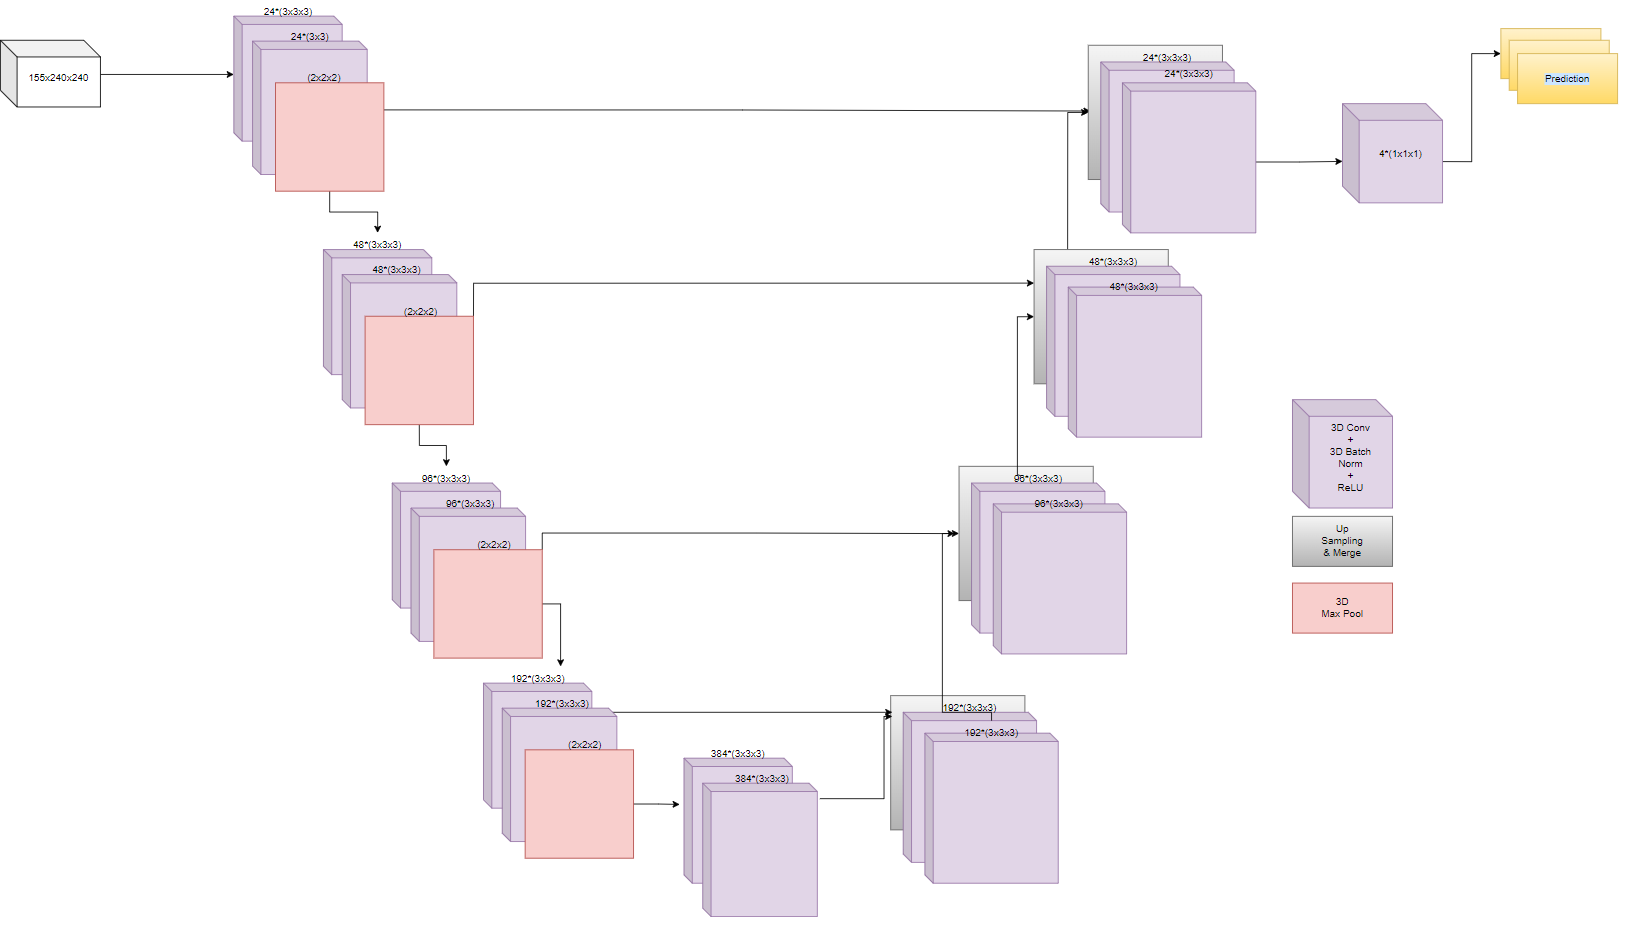 155x240x240
24*(3x3x3)
24*(3x3)
(2x2x2)
48*(3x3x3)
48*(3x3x3)
(2x2x2)
96*(3x3x3)
96*(3x3x3)
(2x2x2)
192*(3x3x3)
192*(3x3x3)
(2x2x2)
384*(3x3x3)
384*(3x3x3)
192*(3x3x3)
192*(3x3x3)
96*(3x3x3)
96*(3x3x3)
48*(3x3x3)
48*(3x3x3)
24*(3x3x3)
24*(3x3x3)
4*(1x1x1)
Prediction
3D Conv
+
3D Batch
Norm
+
ReLU
Up
Sampling
& Merge
3D
Max Pool